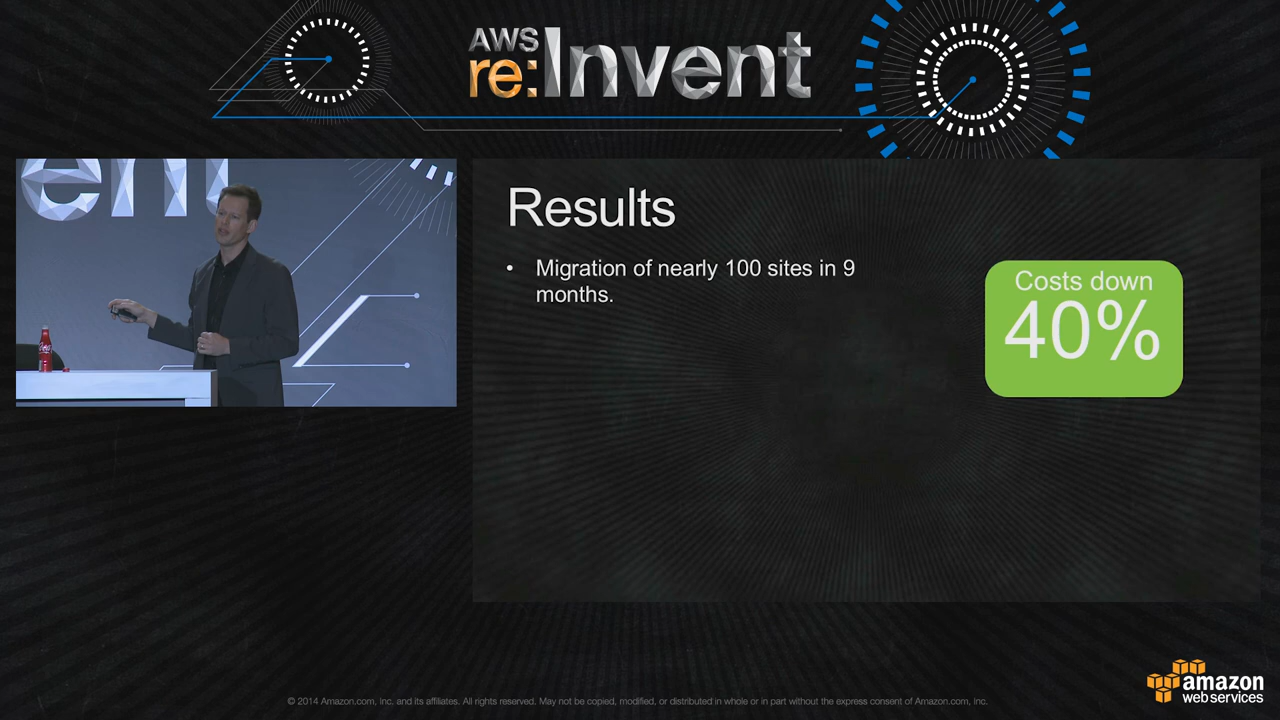 AWS
re:Invent
ent
Results
• Migration of nearly 100 sites in 9
months.
Costs down
40%
© 2014 Amazon.com, Inc. and its affiliates. All rights reserved. May not be copied, modified, or distributed in whole or in part without the express consent of Amazon.com, Inc.
amazon
web services